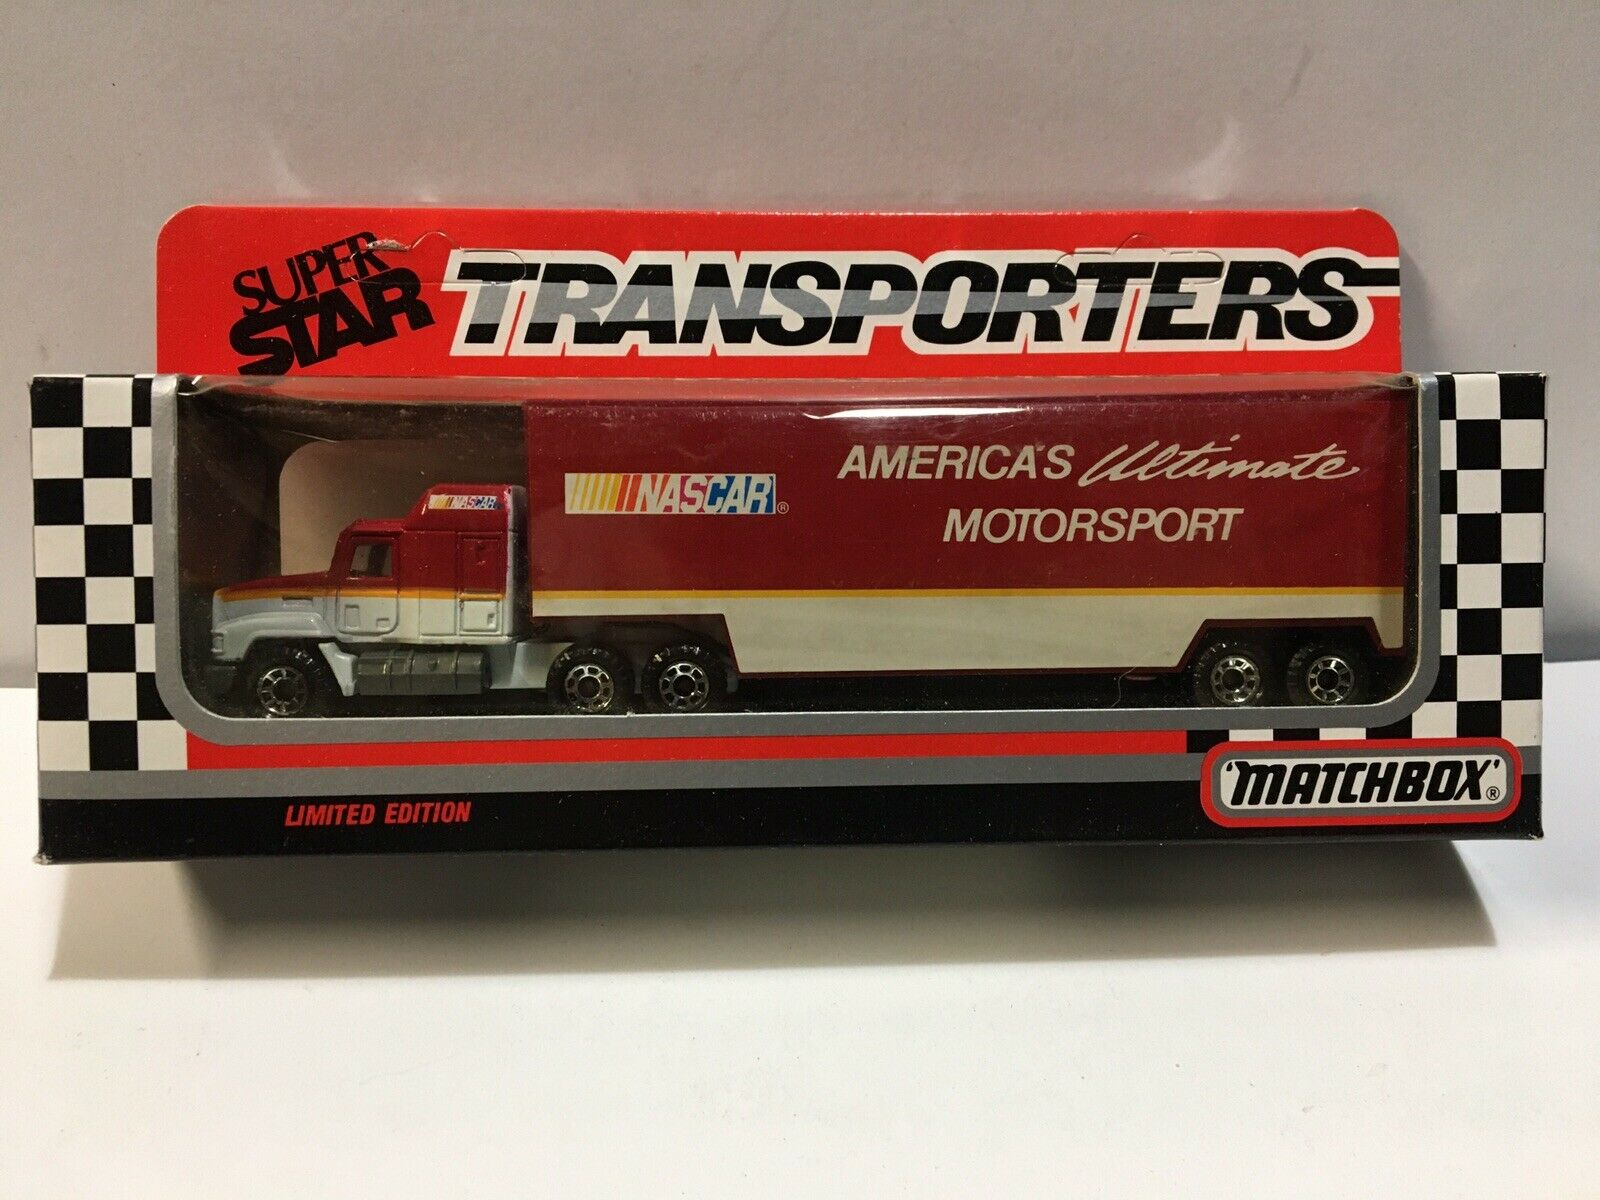 SUPER
STAR
TRANSPORTERS
NASCAR
NASCAR®
AMERICA'S Ultimate
MOTORSPORT
LIMITED EDITION
'MATCHBOX'®